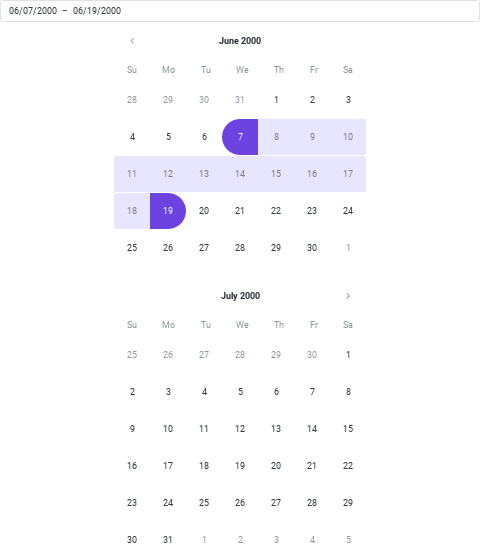 06/07/2000 – 06/19/2000
June 2000
Su Mo Tu We Th Fr Sa
28 29 30 31 1 2 3
4 5 6 7 8 9 10
11 12 13 14 15 16 17
18 19 20 21 22 23 24
25 26 27 28 29 30 1
July 2000
Su Mo Tu We Th Fr Sa
25 26 27 28 29 30 1
2 3 4 5 6 7 8
9 10 11 12 13 14 15
16 17 18 19 20 21 22
23 24 25 26 27 28 29
30 31 1 2 3 4 5